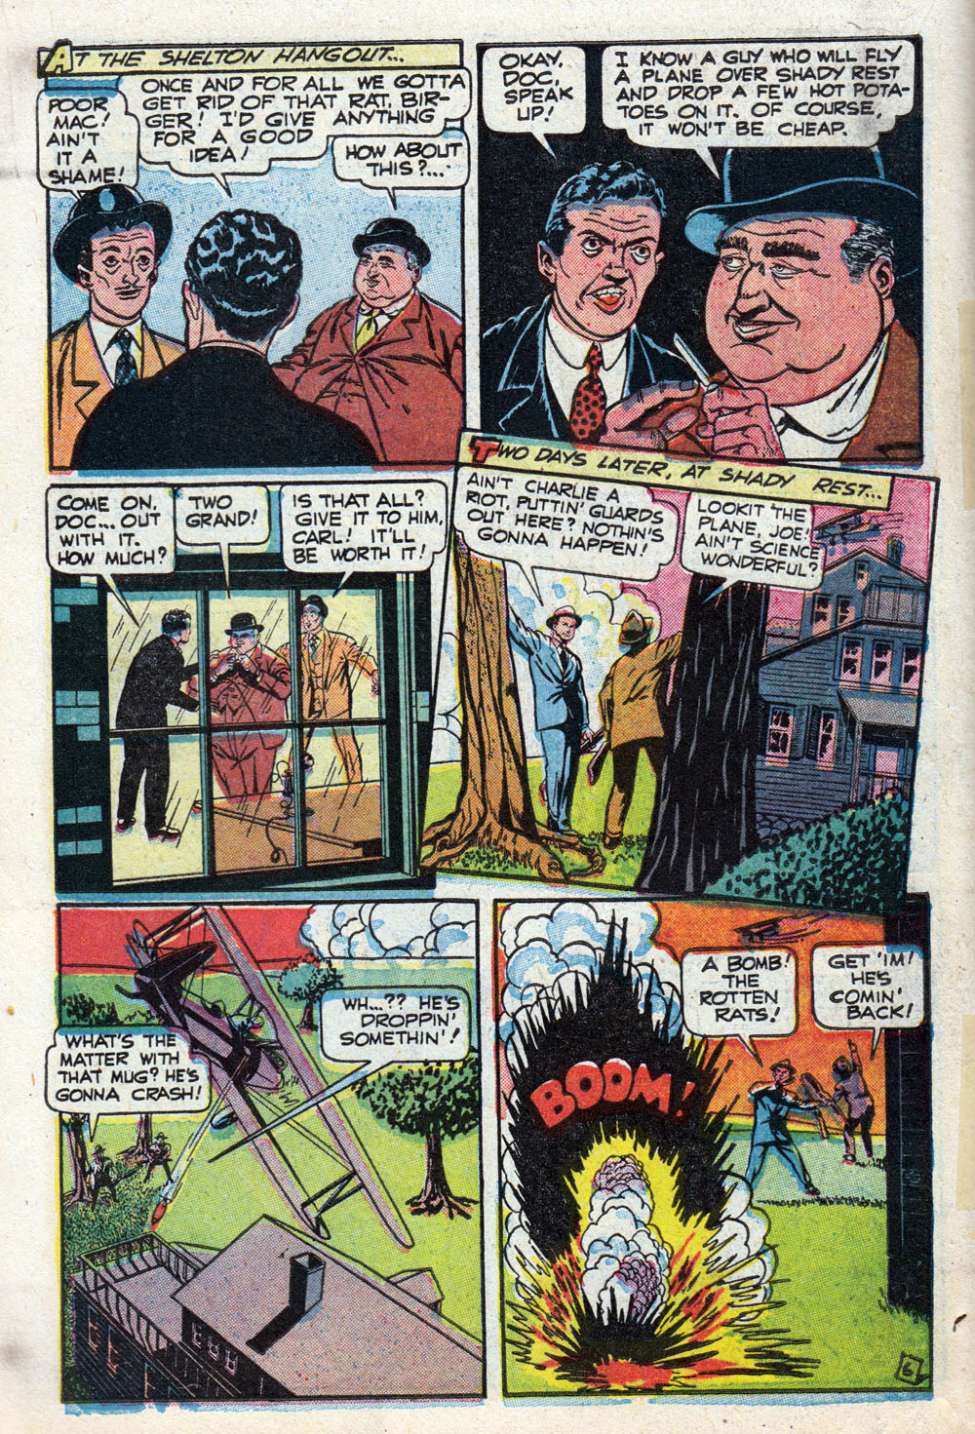 AT THE SHELTON HANGOUT...
POOR
MAC!
AIN'T
IT A
SHAME!
ONCE AND FOR ALL WE GOTTA
GET RID OF THAT RAT, BIR-
GER! I'D GIVE ANYTHING
FOR A GOOD
IDEA!
HOW ABOUT
THIS?...
OKAY,
DOC,
SPEAK
UP!
I KNOW A GUY WHO WILL FLY
A PLANE OVER SHADY REST
AND DROP A FEW HOT POTA-
TOES ON IT. OF COURSE,
IT WON'T BE CHEAP.
COME ON,
DOC... OUT
WITH IT.
HOW MUCH?
TWO
GRAND!
IS THAT ALL?
GIVE IT TO HIM,
CARL! IT'LL
BE WORTH IT!
TWO DAYS LATER, AT SHADY REST...
AIN'T CHARLIE A
RIOT, PUTTIN' GUARDS
OUT HERE? NOTHIN'S
GONNA HAPPEN!
LOOKIT THE
PLANE, JOE!
AIN'T SCIENCE
WONDERFUL?
WHAT'S THE
MATTER WITH
THAT MUG? HE'S
GONNA CRASH!
WH...?? HE'S
DROPPIN'
SOMETHIN'!
BOOM!
A BOMB!
THE
ROTTEN
RATS!
GET 'IM!
HE'S
COMIN'
BACK!
6